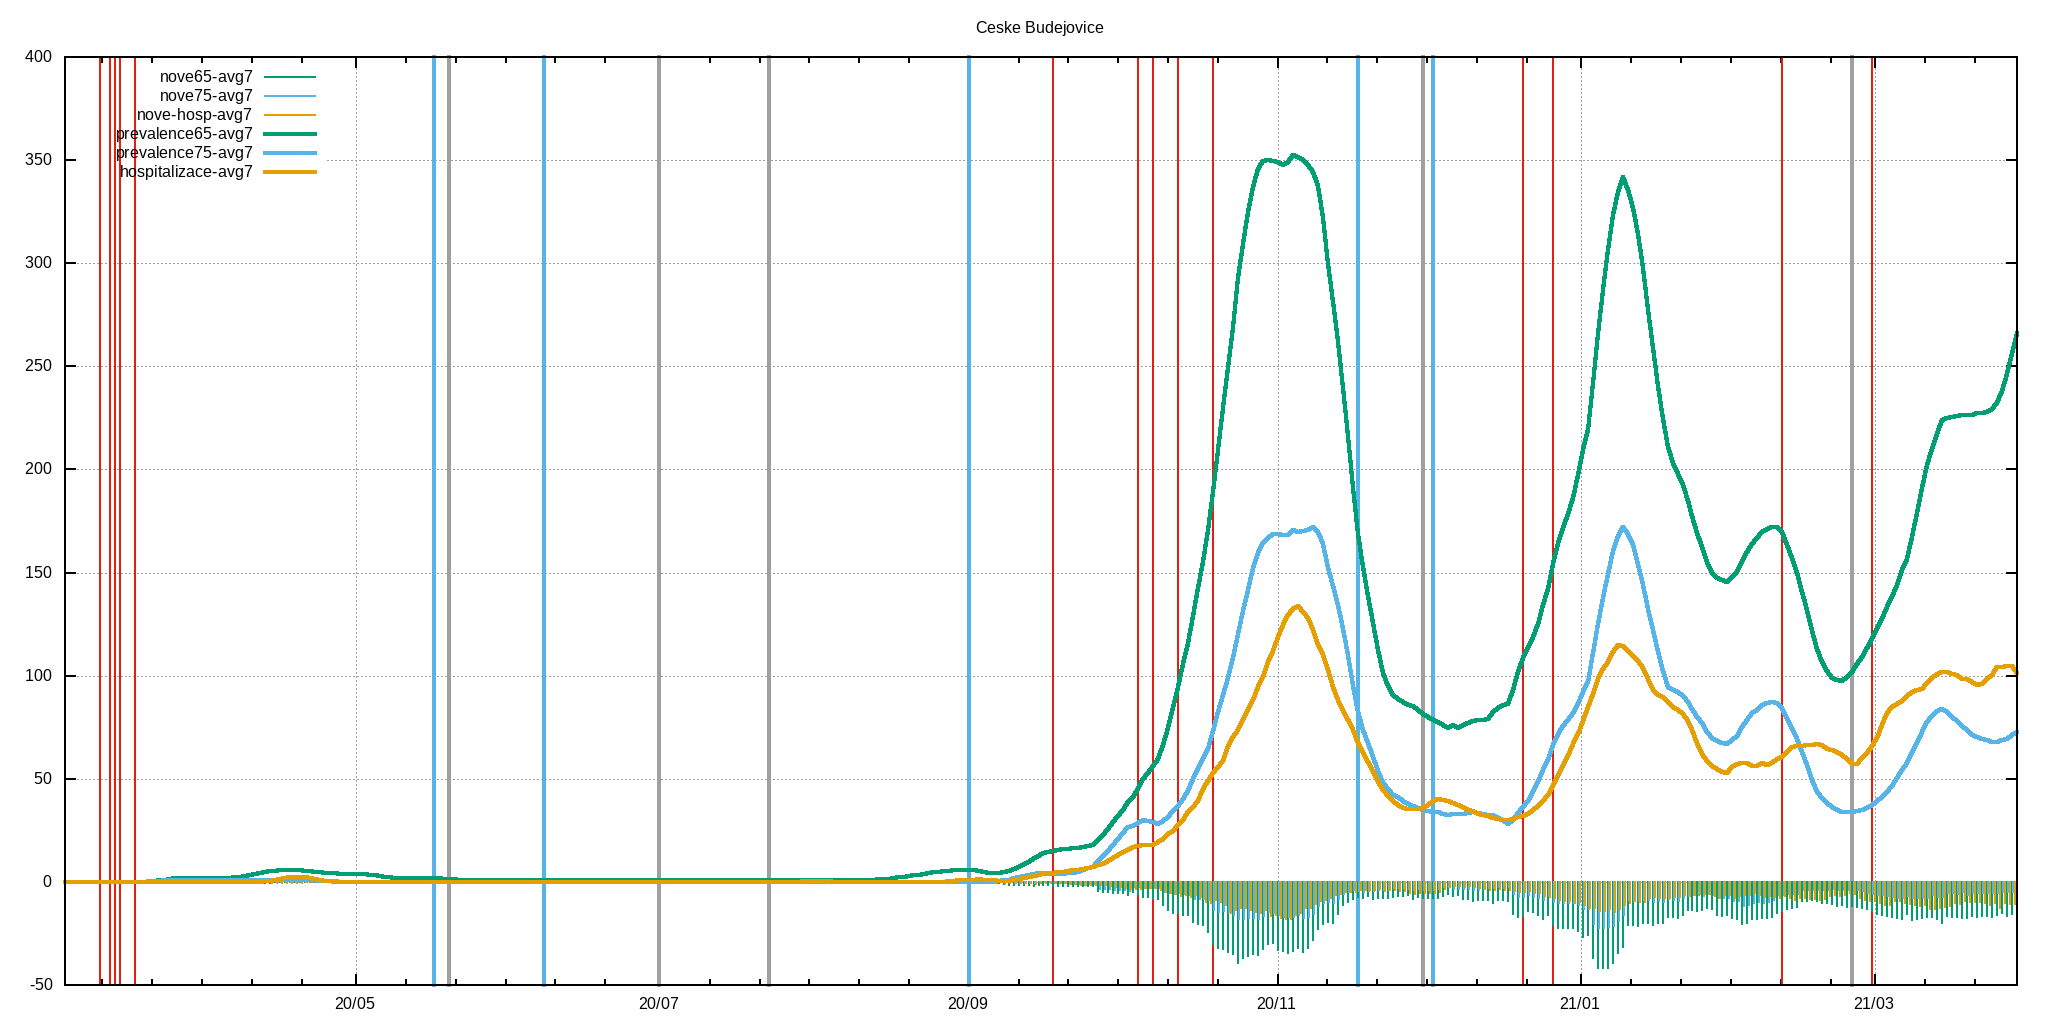 Ceske Budejovice
400
350
300
250
200
150
100
50
0
-50
nove65-avg7
nove75-avg7
nove-hosp-avg7
prevalence65-avg7
prevalence75-avg7
hospitalizace-avg7
20/05
20/07
20/09
20/11
21/01
21/03